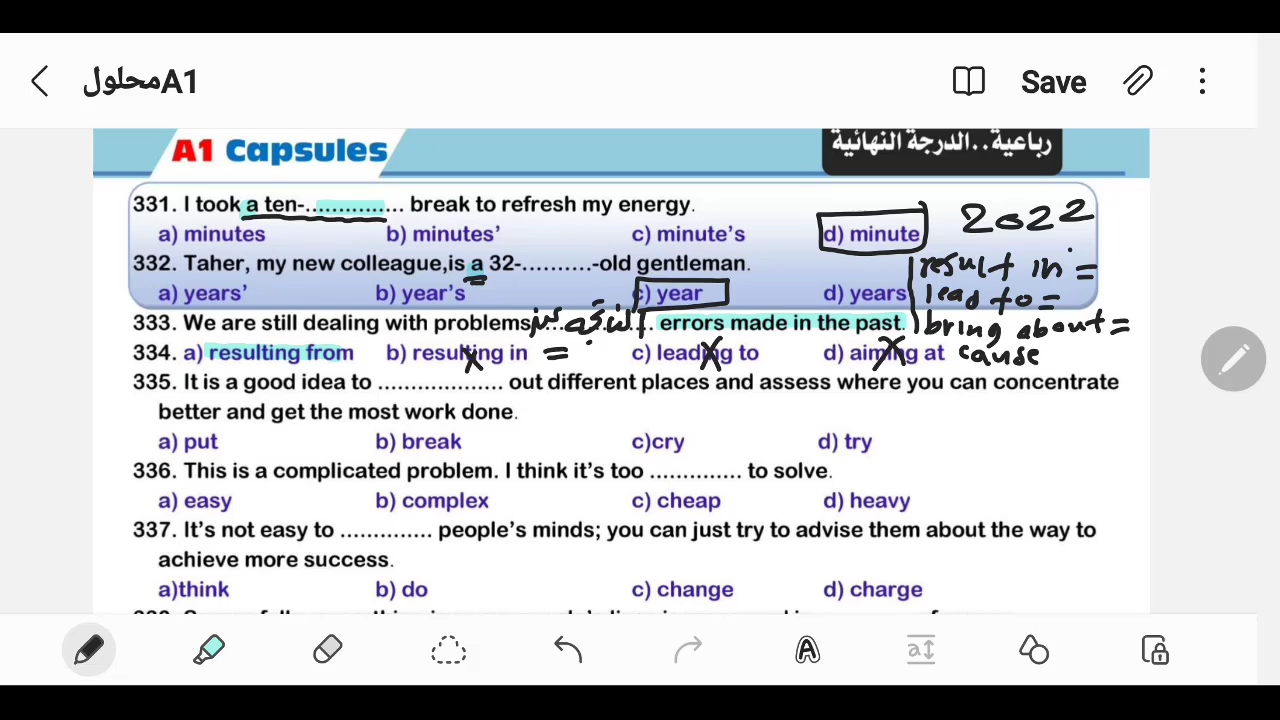 محلول A1
Save
A1 Capsules
رباعية..الدرجة النهائية
331. I took a ten-............... break to refresh my energy.
a) minutes b) minutes' c) minute's d) minute
2022
332. Taher, my new colleague,is a 32-..........-old gentleman.
result in =
a) years' b) year's c) year d) years
lead to =
333. We are still dealing with problems errors made in the past.
bring about =
334. a) resulting from b) resulting in = c) leading to d) aiming at
cause
335. It is a good idea to .................. out different places and assess where you can concentrate
better and get the most work done.
a) put b) break c)cry d) try
336. This is a complicated problem. I think it's too .............. to solve.
a) easy b) complex c) cheap d) heavy
337. It's not easy to .............. people's minds; you can just try to advise them about the way to
achieve more success.
a)think b) do c) change d) charge